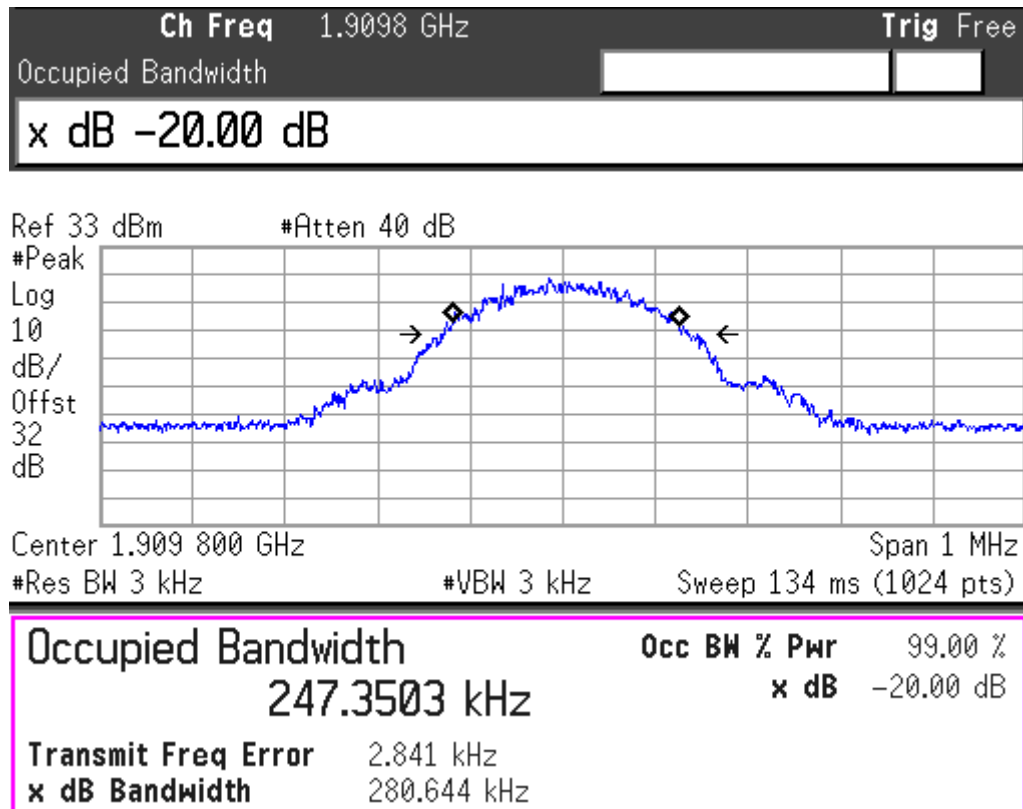 Ch Freq 1.9098 GHz Trig Free
Occupied Bandwidth
x dB -20.00 dB
Ref 33 dBm #Atten 40 dB
#Peak
Log
10
dB/
Offst
32
dB
Center 1.909 800 GHz Span 1 MHz
#Res BW 3 kHz #VBW 3 kHz Sweep 134 ms (1024 pts)
Occupied Bandwidth Occ BW % Pwr 99.00 %
247.3503 kHz x dB -20.00 dB
Transmit Freq Error 2.841 kHz
x dB Bandwidth 280.644 kHz